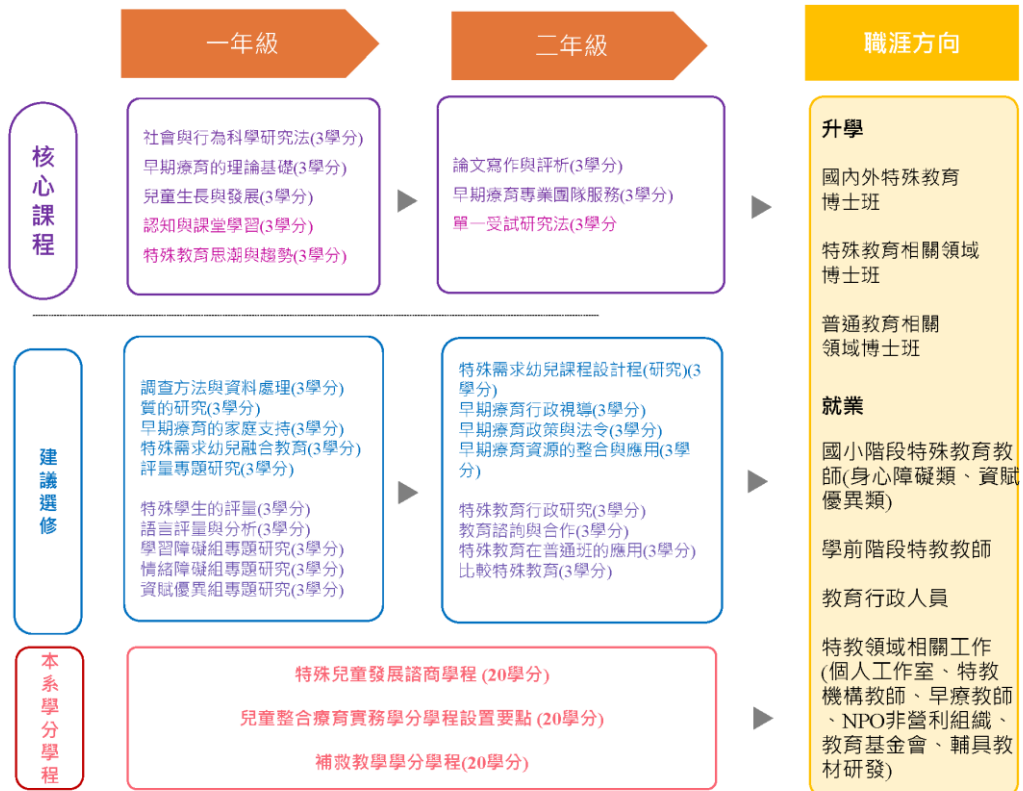 一年級
二年級
職涯方向
核心課程
社會與行為科學研究法(3學分)
早期療育的理論基礎(3學分)
兒童生長與發展(3學分)
認知與課堂學習(3學分)
特殊教育思潮與趨勢(3學分)
論文寫作與評析(3學分)
早期療育專業團隊服務(3學分)
單一受試研究法(3學分
建議選修
調查方法與資料處理(3學分)
質的研究(3學分)
早期療育的家庭支持(3學分)
特殊需求幼兒融合教育(3學分)
評量專題研究(3學分)
特殊學生的評量(3學分)
語言評量與分析(3學分)
學習障礙組專題研究(3學分)
情緒障礙組專題研究(3學分)
資賦優異組專題研究(3學分)
特殊需求幼兒課程設計程(研究)(3
學分)
早期療育行政視導(3學分)
早期療育政策與法令(3學分)
早期療育資源的整合與應用(3學
分)
特殊教育行政研究(3學分)
教育諮詢與合作(3學分)
特殊教育在普通班的應用(3學分)
比較特殊教育(3學分)
本系學分學程
特殊兒童發展諮商學程 (20學分)
兒童整合療育實務學分學程設置要點 (20學分)
補救教學學分學程(20學分)
升學
國內外特殊教育
博士班
特殊教育相關領域
博士班
普通教育相關
領域博士班
就業
國小階段特殊教育教
師(身心障礙類、資賦
優異類)
學前階段特教教師
教育行政人員
特教領域相關工作
(個人工作室、特教
機構教師、早療教師
、NPO非營利組織、
教育基金會、輔具教
材研發)